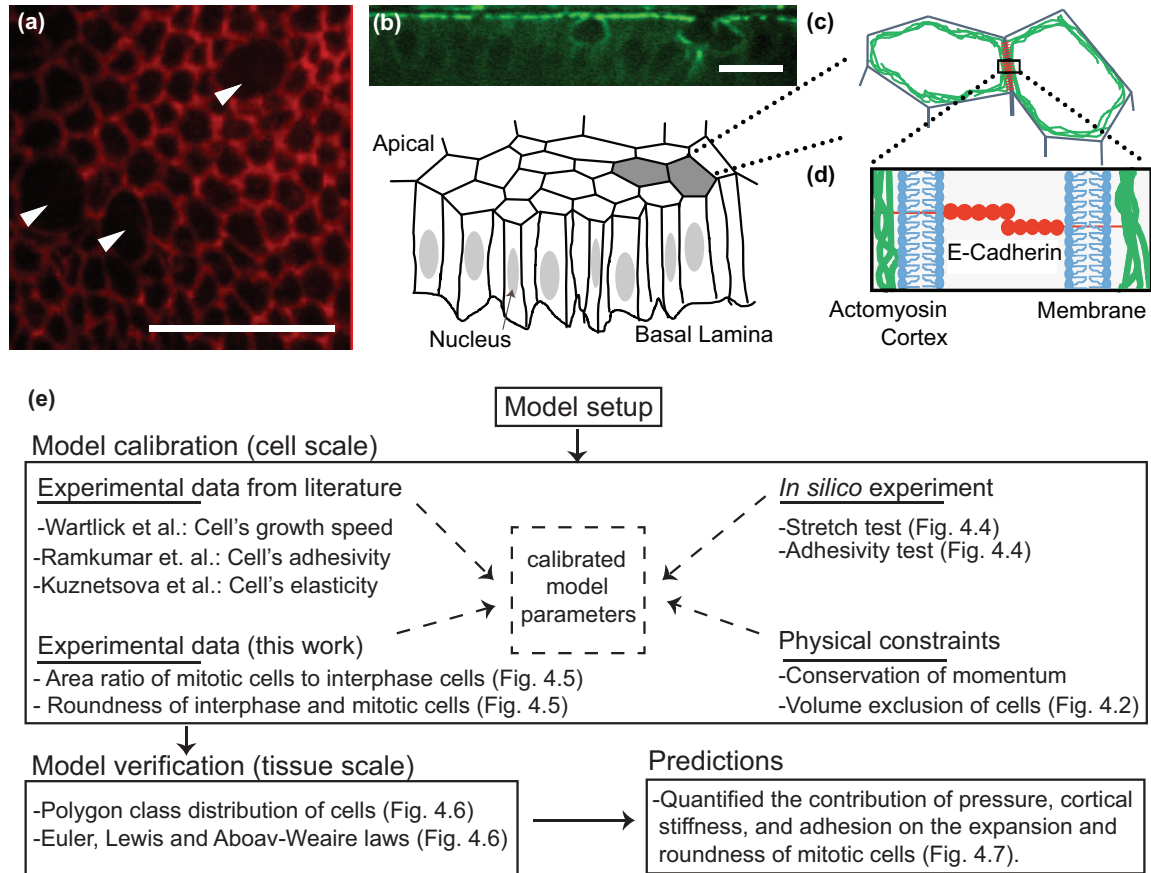 (a)
(b)
(c)
Apical
Nucleus
Basal Lamina
(d)
E-Cadherin
Actomyosin
Cortex
Membrane
(e)
Model setup
Model calibration (cell scale)
Experimental data from literature
-Wartlick et al.: Cell's growth speed
-Ramkumar et. al.: Cell's adhesivity
-Kuznetsova et al.: Cell's elasticity
Experimental data (this work)
- Area ratio of mitotic cells to interphase cells (Fig. 4.5)
- Roundness of interphase and mitotic cells (Fig. 4.5)
calibrated
model
parameters
In silico experiment
-Stretch test (Fig. 4.4)
-Adhesivity test (Fig. 4.4)
Physical constraints
-Conservation of momentum
-Volume exclusion of cells (Fig. 4.2)
Model verification (tissue scale)
-Polygon class distribution of cells (Fig. 4.6)
-Euler, Lewis and Aboav-Weaire laws (Fig. 4.6)
Predictions
-Quantified the contribution of pressure, cortical
stiffness, and adhesion on the expansion and
roundness of mitotic cells (Fig. 4.7).